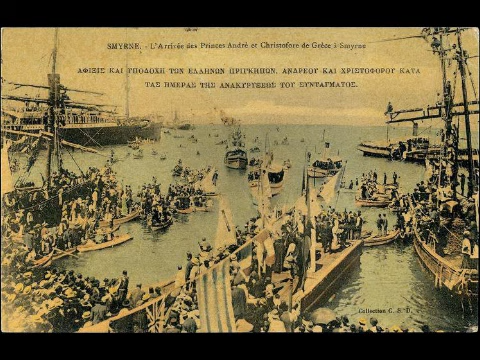 SMYRNE. - L'Arrivée des Princes André et Christofore de Grèce à Smyrne
ΑΦΙΞΙΣ ΚΑΙ ΥΠΟΔΟΧΗ ΤΩΝ ΕΛΛΗΝΩΝ ΠΡΙΓΚΗΠΩΝ, ΑΝΔΡΕΟΥ ΚΑΙ ΧΡΙΣΤΟΦΟΡΟΥ ΚΑΤΑ
ΤΑΣ ΗΜΕΡΑΣ ΤΗΣ ΑΝΑΚΥΡΥΞΕΩΣ ΤΟΥ ΣΥΝΤΑΓΜΑΤΟΣ.
Collection G. B. D.